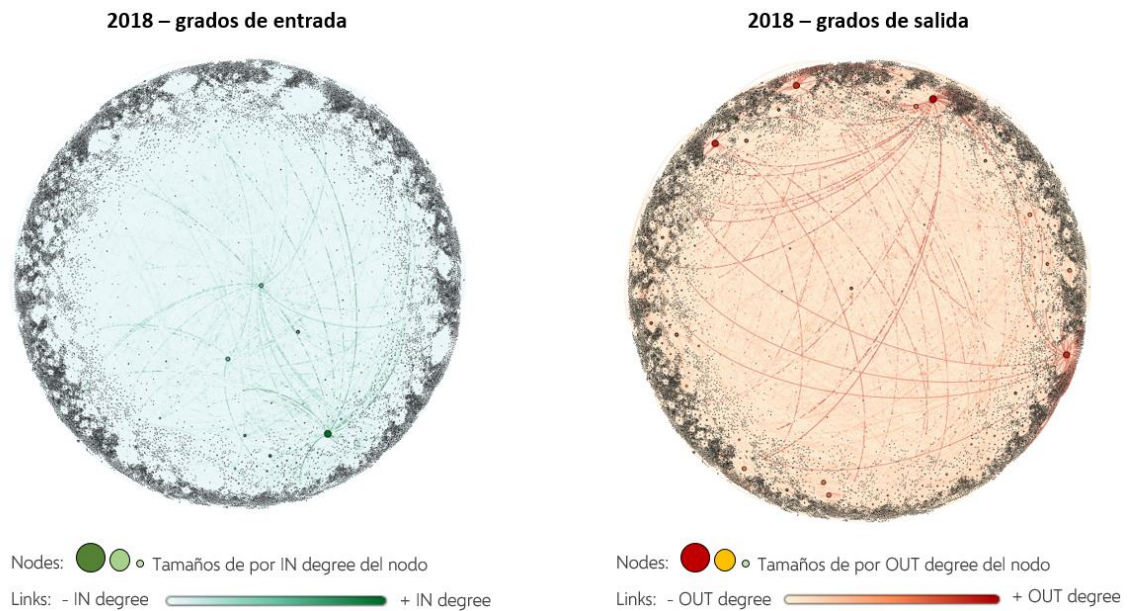 2018 – grados de entrada
2018 – grados de salida
Nodes: Tamaños de por IN degree del nodo
Links: - IN degree + IN degree
Nodes: Tamaños de por OUT degree del nodo
Links: - OUT degree + OUT degree